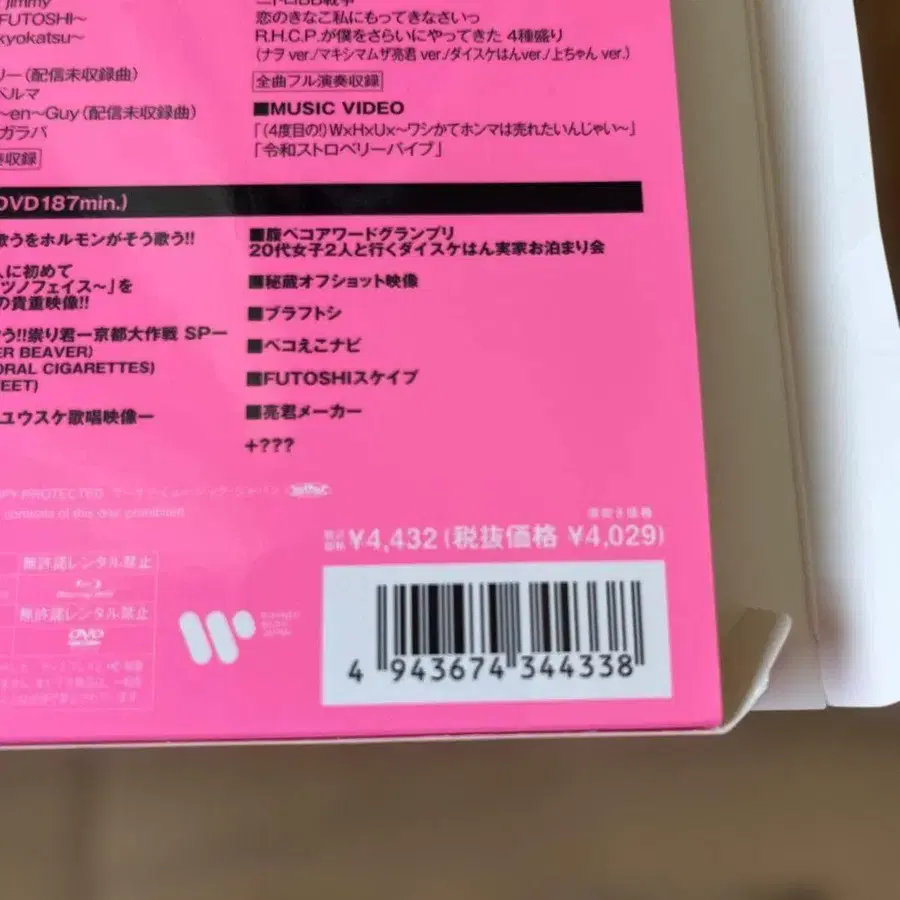 jimmy
FUTOSHI~
kyokatsu~
リー(配信未収録曲)
ベルマ
~en~Guy(配信未収録曲)
ガラパ
収録
恋のきなこ私にもってきなさいっ
R.H.C.P.が僕をさらいにやってきた 4種盛り
(ナヲ ver./マキシマムザ亮君 ver./ダイスケはんver./上ちゃん ver.)
全曲フル演奏収録
■MUSIC VIDEO
「(4度目の!)W×H×U×~ワシかてホンマは売れたいんじゃい~」
「令和ストロベリーバイブ」
DVD187min.)
歌うをホルモンがそう歌う!!
人に初めて
ツノフェイス~」を
の貴重映像!!
う!!祟り君ー京都大作戦 SPー
ER BEAVER)
ORAL CIGARETTES)
EET)
ユウスケ歌唱映像ー
■腹ペコアワードグランプリ
20代女子2人と行くダイスケはん実家お泊まり会
■秘蔵オフショット映像
■ブラフトシ
■ペコえこナビ
■FUTOSHIスケイプ
■亮君メーカー
+???
PY PROTECTED
contents of this disc prohibited
税込価格 ¥4,432(税抜価格 ¥4,029)
無許諾レンタル禁止
無許諾レンタル禁止
DVD
4 943674 344338